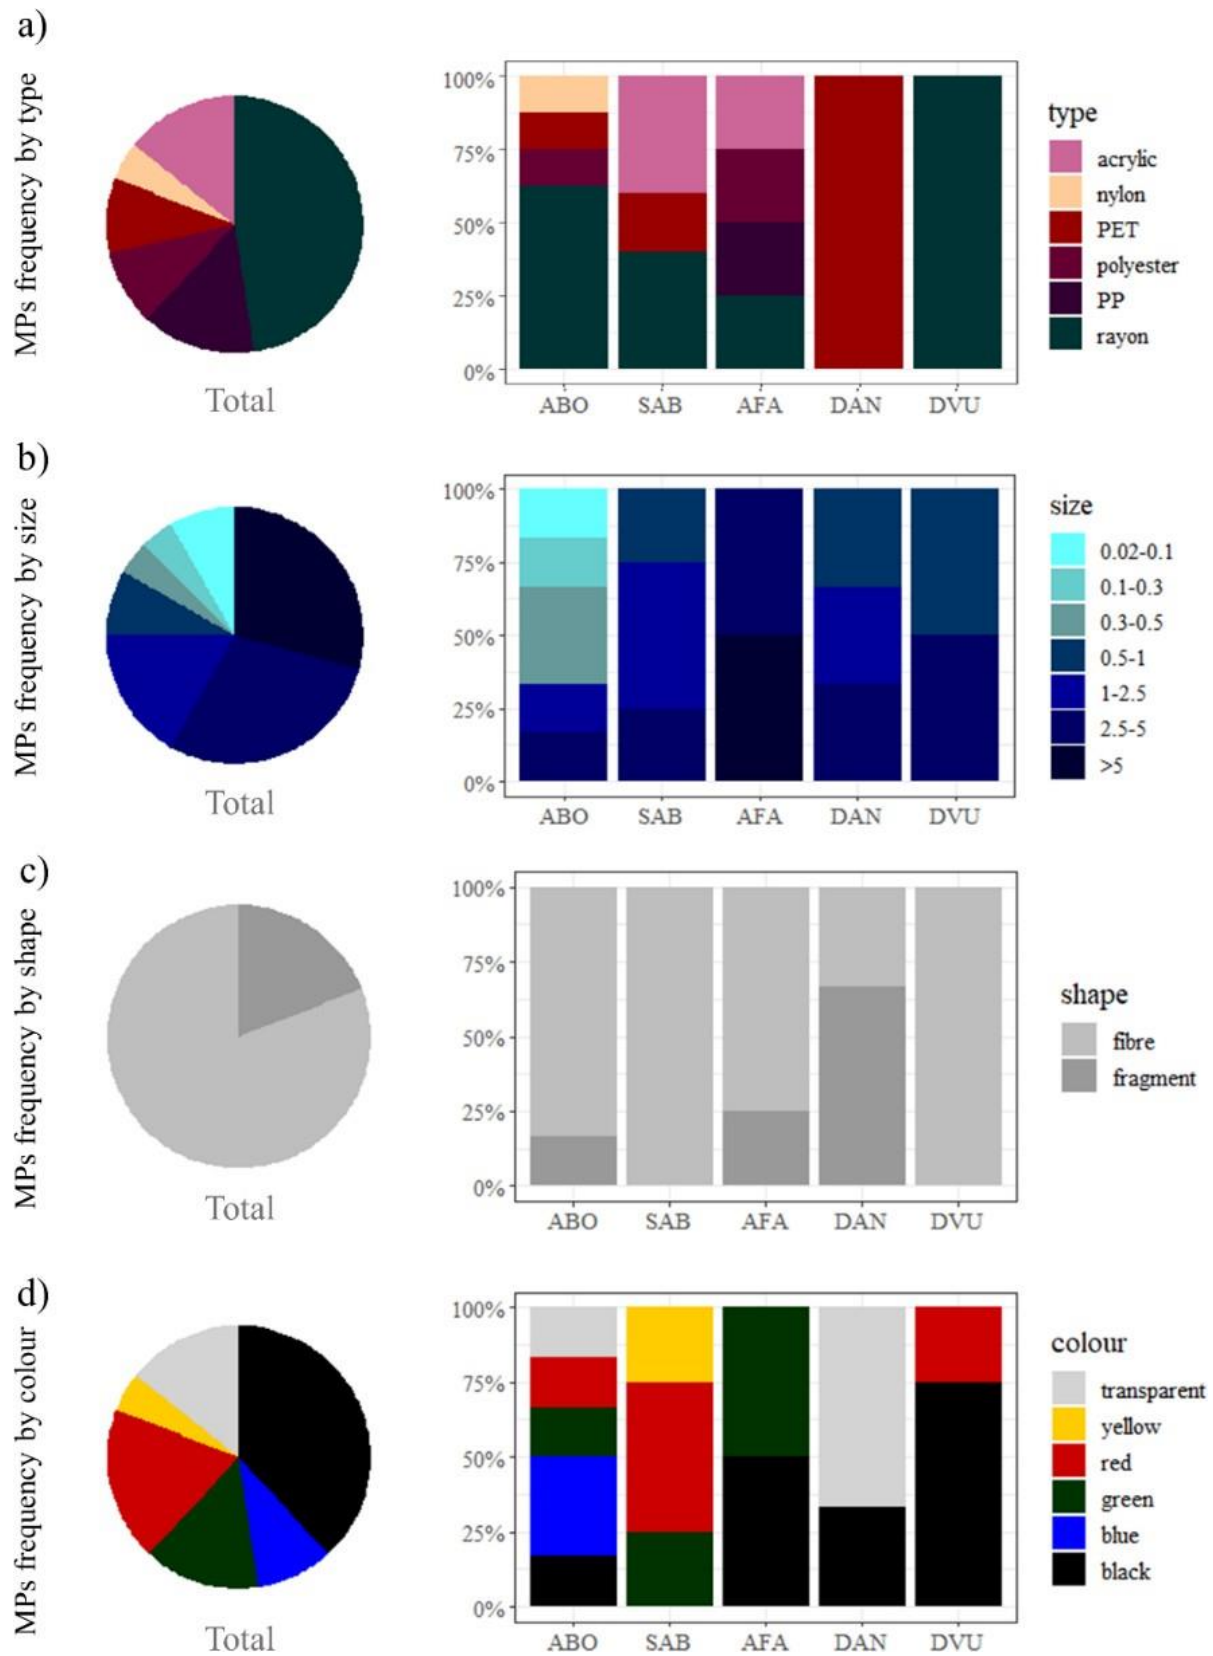 a)
MPs frequency by type
Total
100%
75%
50%
25%
0%
ABO SAB AFA DAN DVU
type
acrylic
nylon
PET
polyester
PP
rayon
b)
MPs frequency by size
Total
100%
75%
50%
25%
0%
ABO SAB AFA DAN DVU
size
0.02-0.1
0.1-0.3
0.3-0.5
0.5-1
1-2.5
2.5-5
>5
c)
MPs frequency by shape
Total
100%
75%
50%
25%
0%
ABO SAB AFA DAN DVU
shape
fibre
fragment
d)
MPs frequency by colour
Total
100%
75%
50%
25%
0%
ABO SAB AFA DAN DVU
colour
transparent
yellow
red
green
blue
black